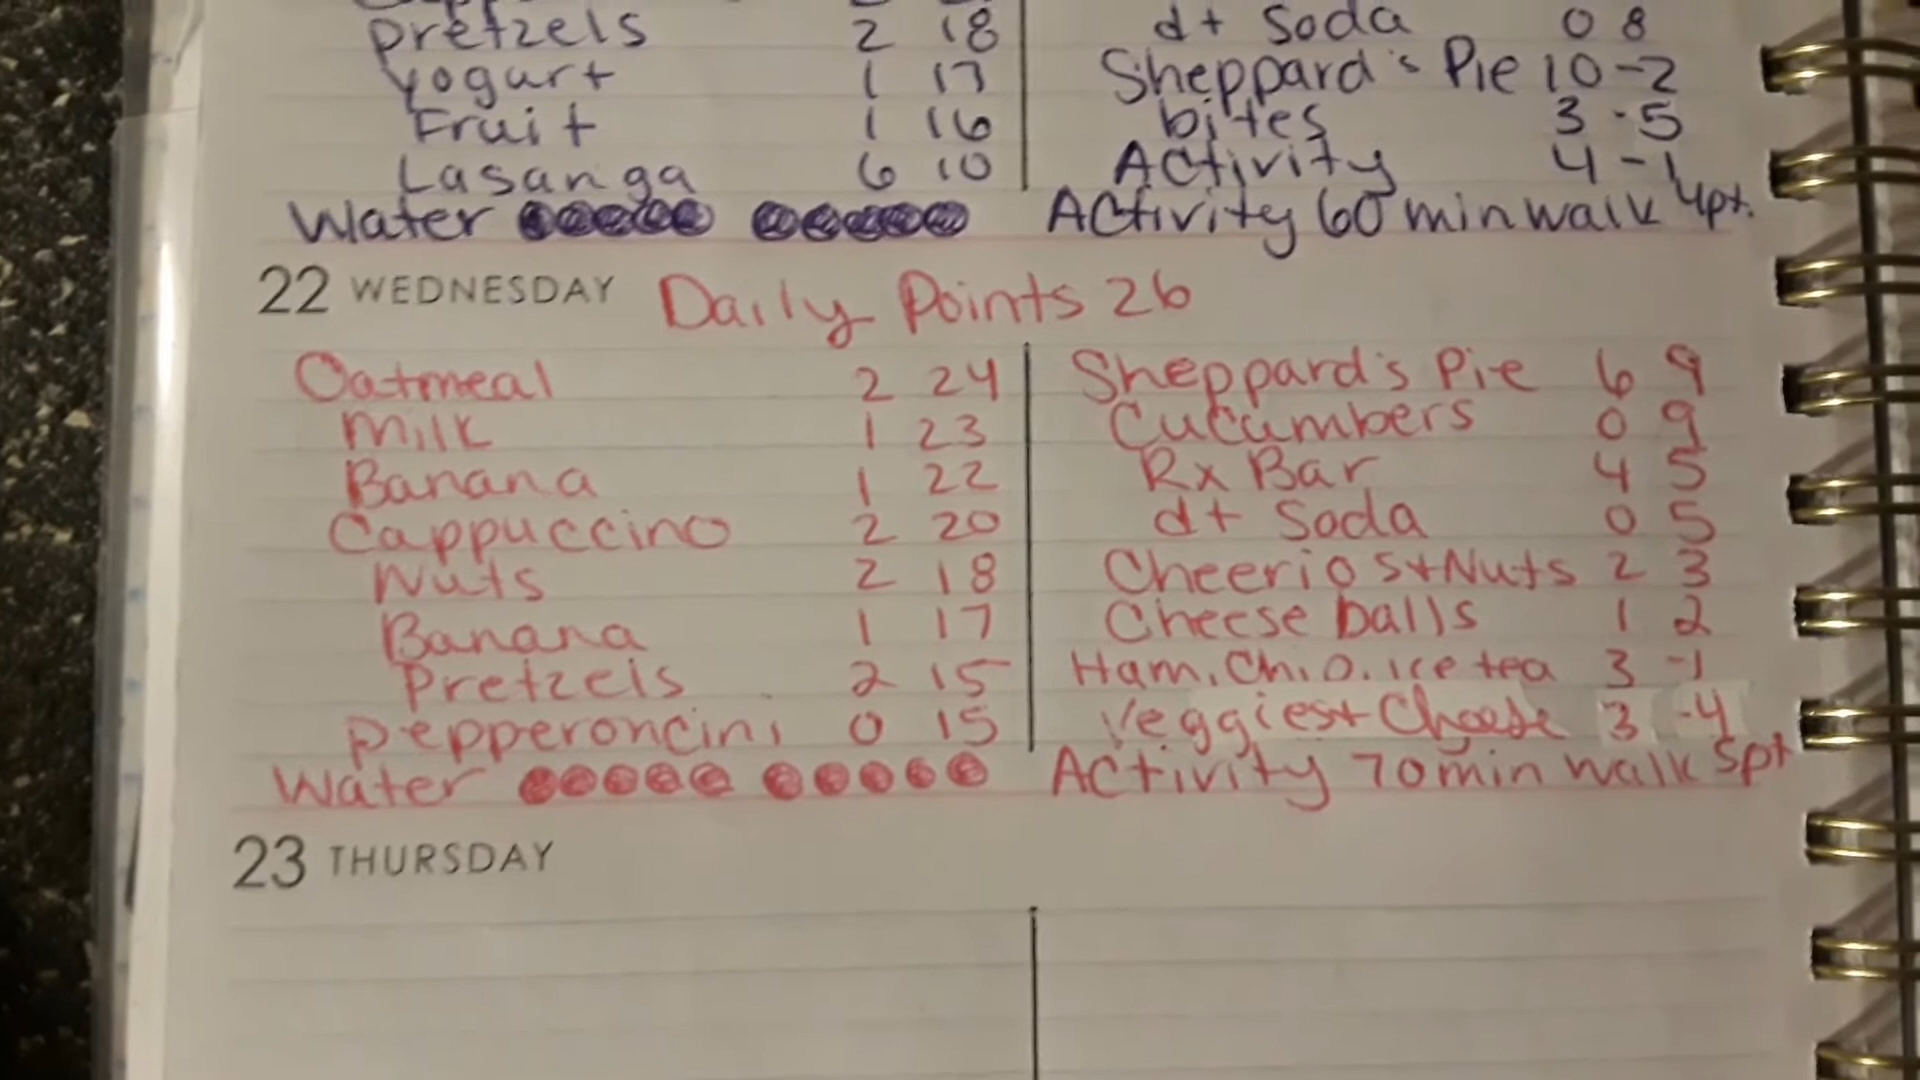 pretzels 2 18
yogurt 1 17
Fruit 1 16
Lasanga 6 10
dt Soda 0 8
Sheppard's Pie 10 -2
bites 3 -5
Activity 4 -1
Water
Activity 60 min walk 4pt.
22 WEDNESDAY Daily Points 26
Oatmeal 2 24
Milk 1 23
Banana 1 22
Cappuccino 2 20
Nuts 2 18
Banana 1 17
Pretzels 2 15
Pepperoncini 0 15
Sheppard's Pie 6 9
Cucumbers 0 9
Rx Bar 4 5
dt Soda 0 5
Cheerios + Nuts 2 3
Cheese balls 1 2
Ham, Ch. O. ice tea 3 -1
Veggies + Cheese 3 -4
Water
Activity 70 min walk 5pt
23 THURSDAY